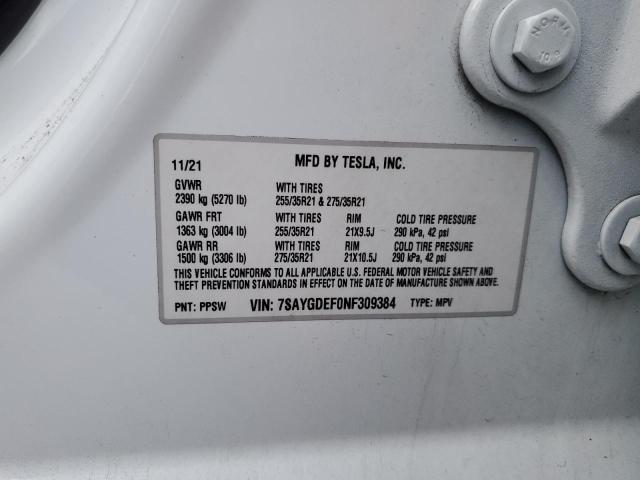 NORM
10.9
11/21 MFD BY TESLA, INC.
GVWR WITH TIRES
2390 kg (5270 lb) 255/35R21 & 275/35R21
GAWR FRT WITH TIRES RIM COLD TIRE PRESSURE
1363 kg (3004 lb) 255/35R21 21X9.5J 290 kPa, 42 psi
GAWR RR WITH TIRES RIM COLD TIRE PRESSURE
1500 kg (3306 lb) 275/35R21 21X10.5J 290 kPa, 42 psi
THIS VEHICLE CONFORMS TO ALL APPLICABLE U.S. FEDERAL MOTOR VEHICLE SAFETY AND
THEFT PREVENTION STANDARDS IN EFFECT ON THE DATE OF MANUFACTURE SHOWN ABOVE.
PNT: PPSW VIN: 7SAYGDEF0NF309384 TYPE: MPV